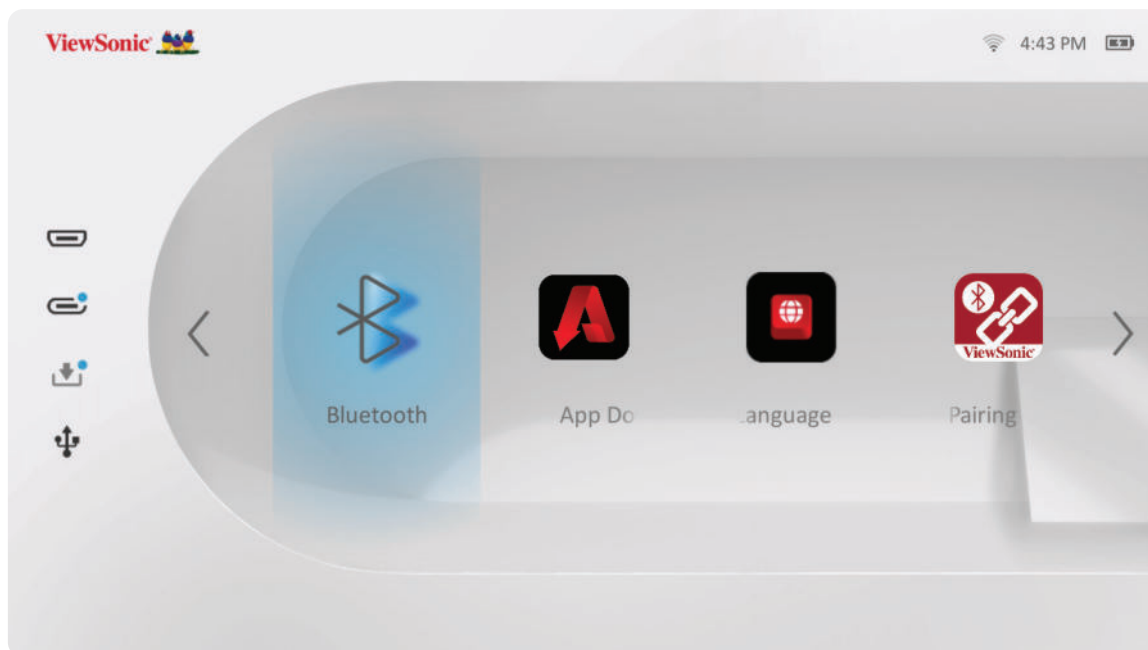 ViewSonic
4:43 PM
ViewSonic
Bluetooth
App Do
anguage
Pairing